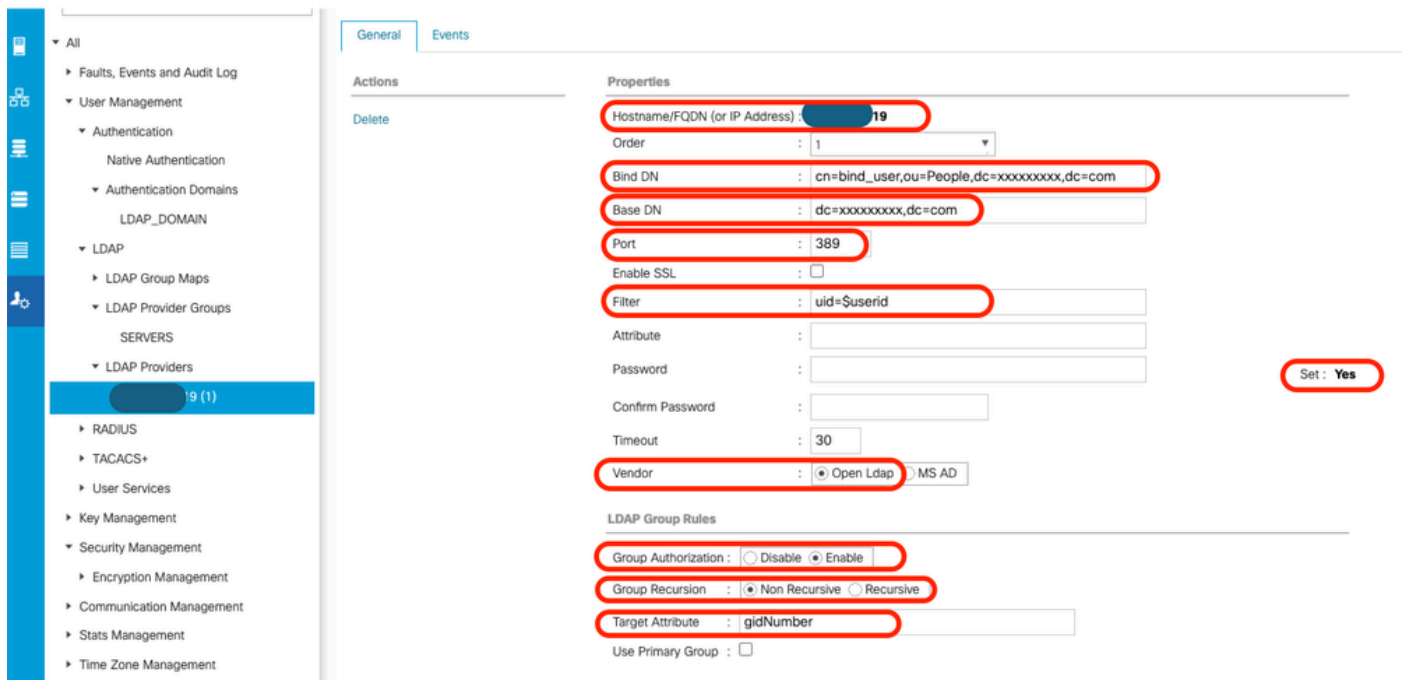 All
Faults, Events and Audit Log
User Management
Authentication
Native Authentication
Authentication Domains
LDAP_DOMAIN
LDAP
LDAP Group Maps
LDAP Provider Groups
SERVERS
LDAP Providers
9 (1)
RADIUS
TACACS+
User Services
Key Management
Security Management
Encryption Management
Communication Management
Stats Management
Time Zone Management
General Events
Actions
Delete
Properties
Hostname/FQDN (or IP Address) : 19
Order : 1
Bind DN : cn=bind_user,ou=People,dc=xxxxxxxxx,dc=com
Base DN : dc=xxxxxxxxx,dc=com
Port : 389
Enable SSL :
Filter : uid=$userid
Attribute :
Password : Set : Yes
Confirm Password :
Timeout : 30
Vendor : Open Ldap MS AD
LDAP Group Rules
Group Authorization : Disable Enable
Group Recursion : Non Recursive Recursive
Target Attribute : gidNumber
Use Primary Group :